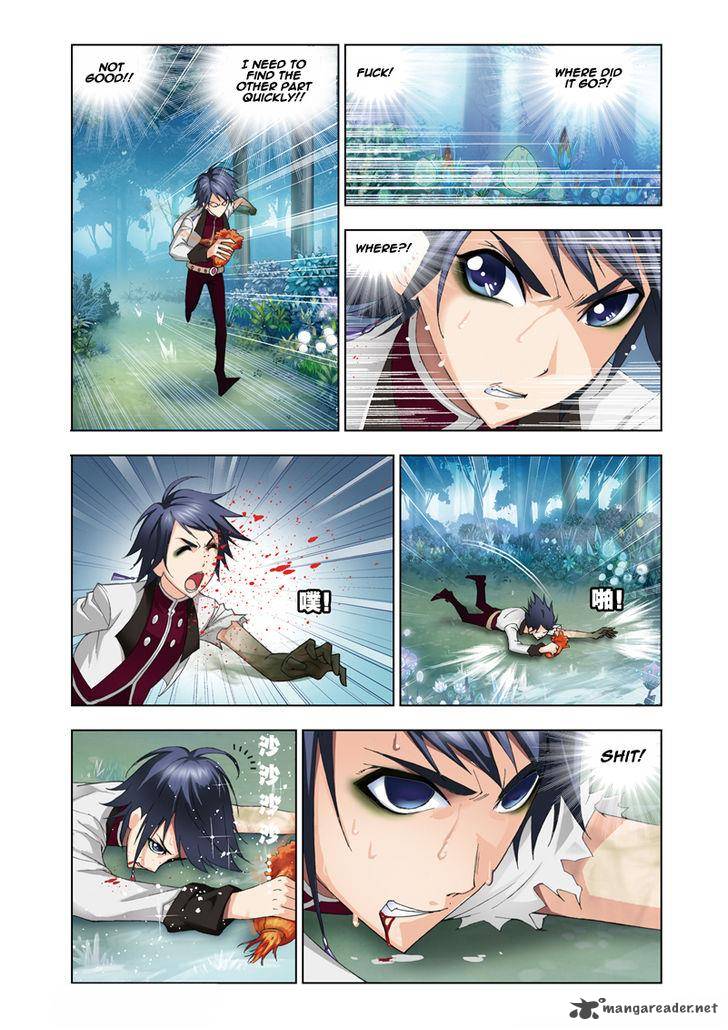 NOT
GOOD!!
I NEED TO
FIND THE
OTHER PART
QUICKLY!!
FUCK!
WHERE DID
IT GO?!
WHERE?!
噗!
啪!
沙沙沙沙...
SHIT!
mangareader.net